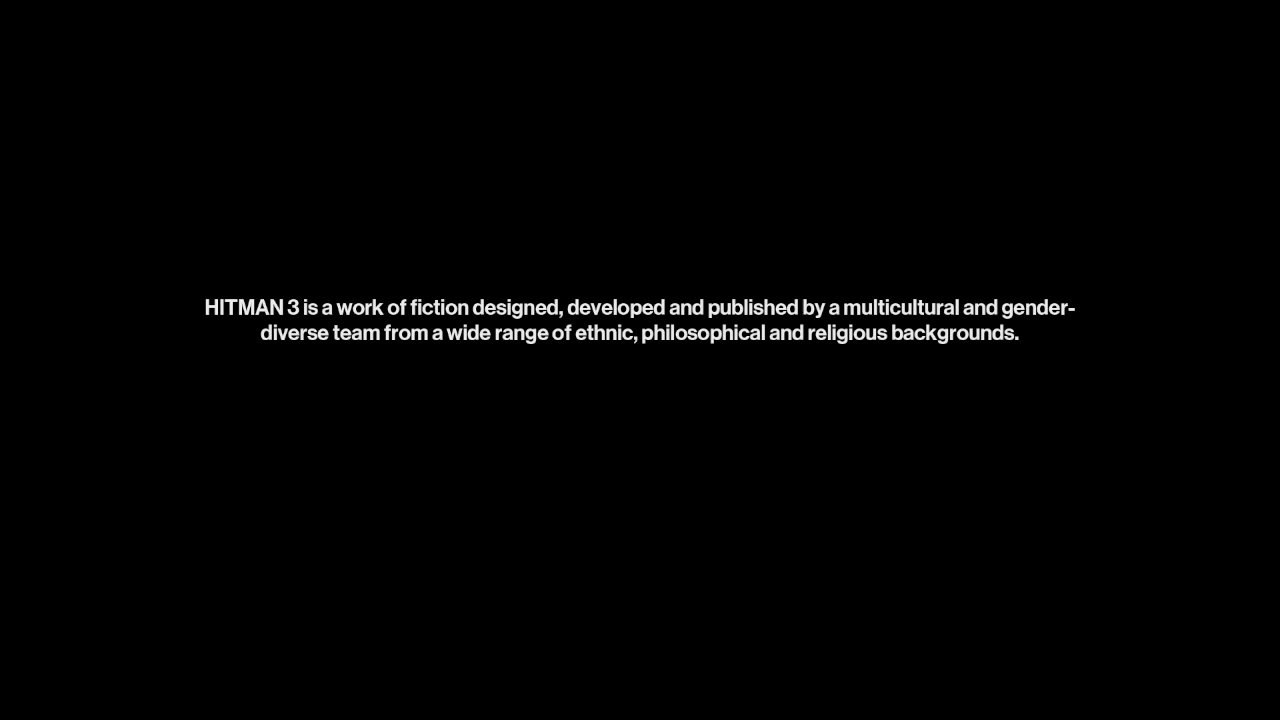 HITMAN 3 is a work of fiction designed, developed and published by a multicultural and gender-
diverse team from a wide range of ethnic, philosophical and religious backgrounds.